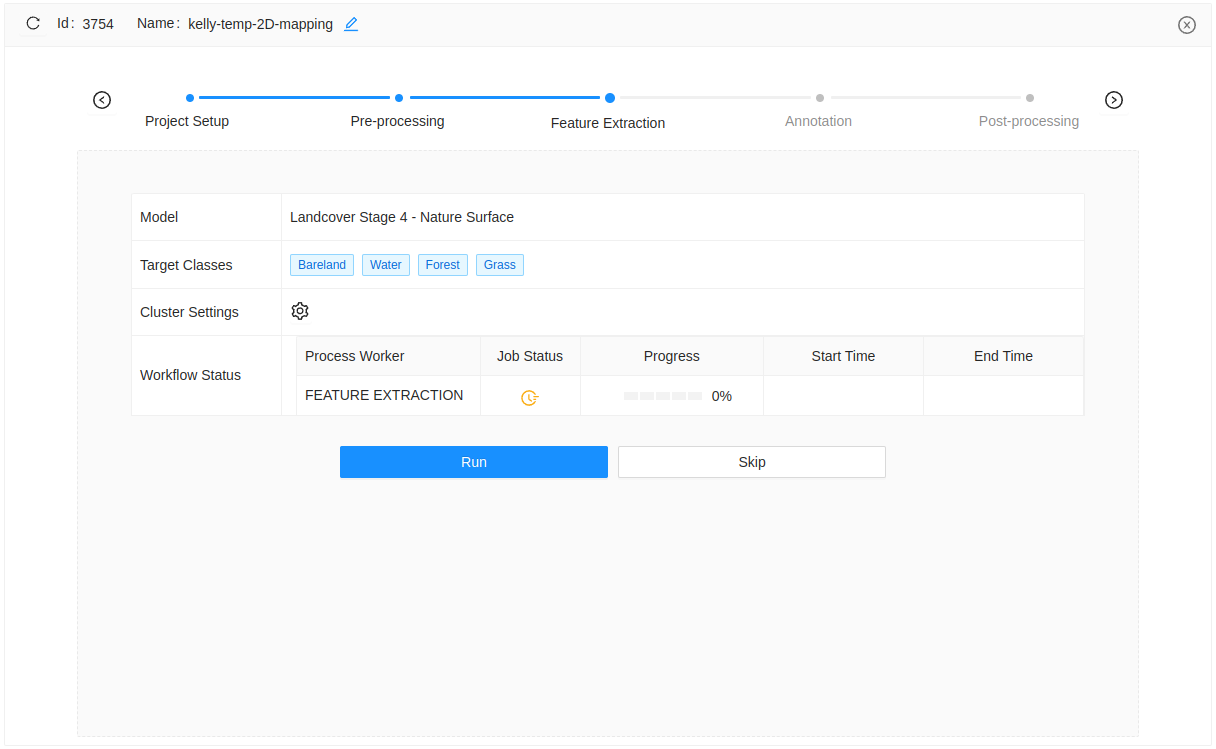 Id: 3754 Name: kelly-temp-2D-mapping
Project Setup Pre-processing Feature Extraction Annotation Post-processing
Model Landcover Stage 4 - Nature Surface
Target Classes Bareland Water Forest Grass
Cluster Settings
Workflow Status
Process Worker Job Status Progress Start Time End Time
FEATURE EXTRACTION 0%
Run Skip